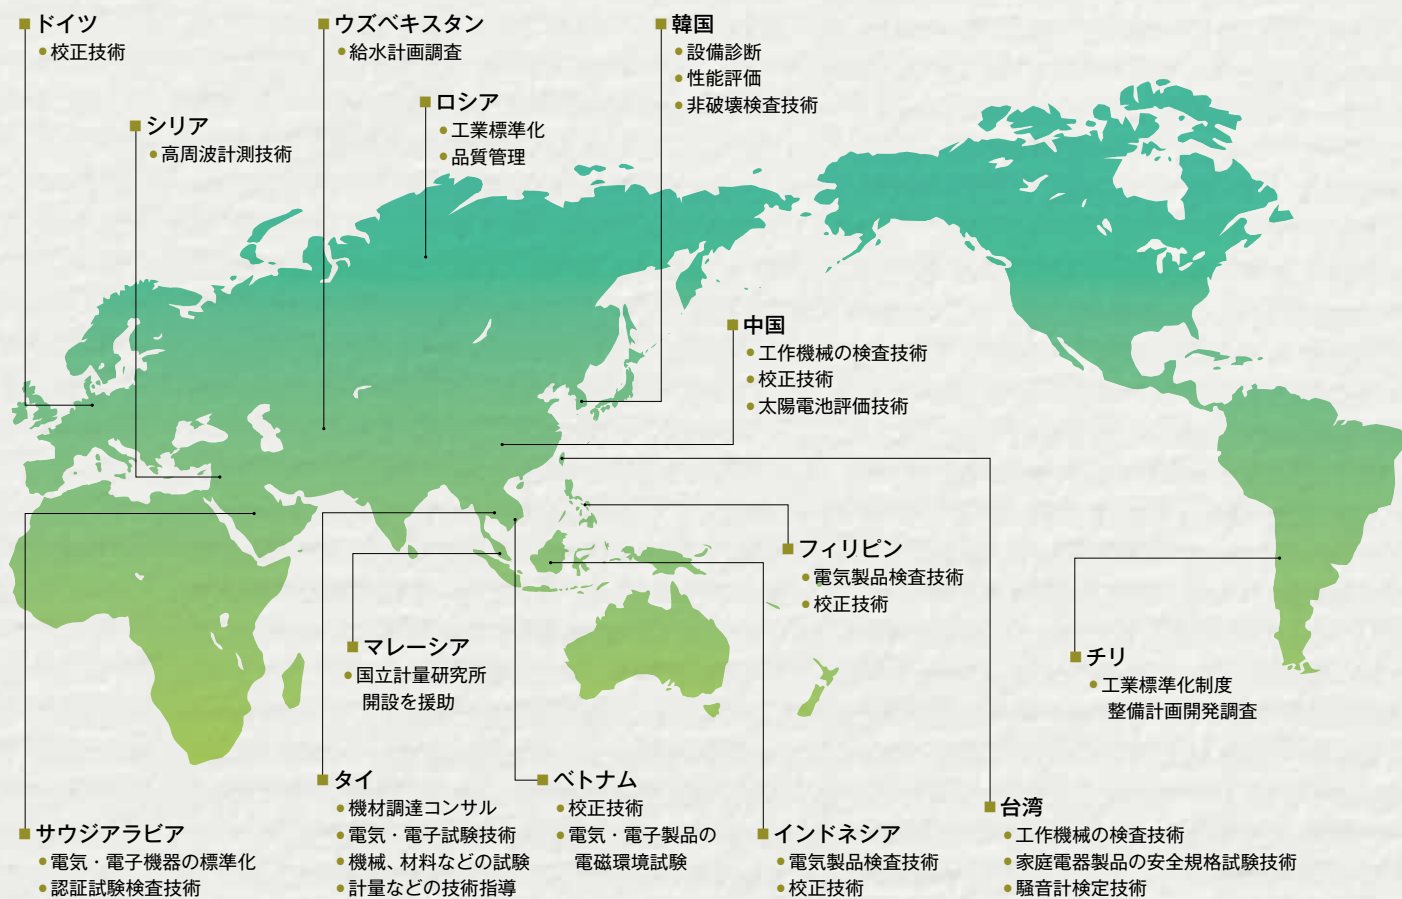 ■ドイツ
●校正技術
■ウズベキスタン
●給水計画調査
■韓国
●設備診断
●性能評価
●非破壊検査技術
■シリア
●高周波計測技術
■ロシア
●工業標準化
●品質管理
■中国
●工作機械の検査技術
●校正技術
●太陽電池評価技術
■フィリピン
●電気製品検査技術
●校正技術
■マレーシア
●国立計量研究所
開設を援助
■チリ
●工業標準化制度
整備計画開発調査
■サウジアラビア
●電気・電子機器の標準化
●認証試験検査技術
■タイ
●機材調達コンサル
●電気・電子試験技術
●機械、材料などの試験
●計量などの技術指導
■ベトナム
●校正技術
●電気・電子製品の
電磁環境試験
■インドネシア
●電気製品検査技術
●校正技術
■台湾
●工作機械の検査技術
●家庭電器製品の安全規格試験技術
●騒音計検定技術